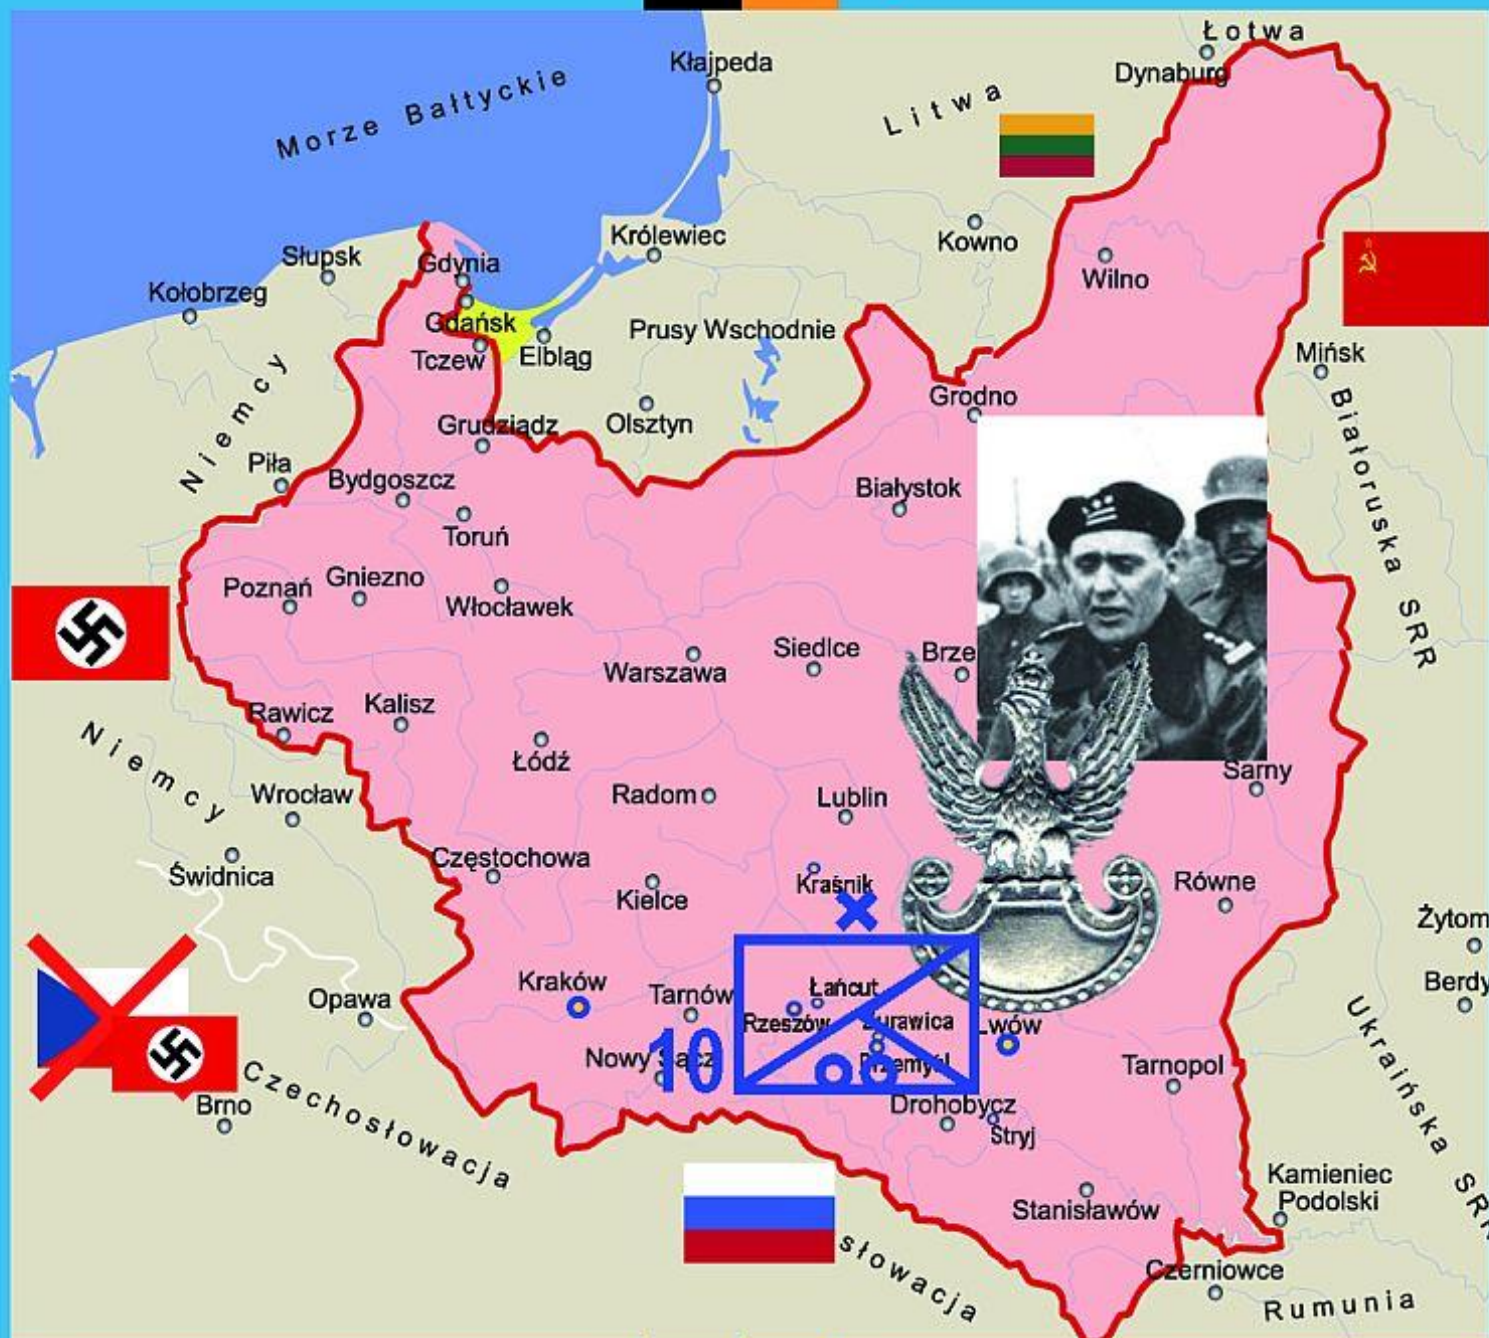 Łotwa
Dynaburg
Kłajpeda
Morze Bałtyckie
Litwa
Królewiec
Kowno
Wilno
Słupsk
Gdynia
Kołobrzeg
Gdańsk
Prusy Wschodnie
Tczew
Elbląg
Mińsk
Niemcy
Grodno
Grudziądz
Olsztyn
Białoruska SRR
Piła
Bydgoszcz
Białystok
Toruń
Poznań
Gniezno
Włocławek
Siedlce
Brze
Warszawa
Rawicz
Kalisz
Niemcy
Łódź
Sarny
Wrocław
Radom
Lublin
Częstochowa
Świdnica
Kraśnik
Równe
Kielce
Żytom
Kraków
Tarnów
Łańcut
Berdy
Opawa
Rzeszów
Żurawica
Lwów
Nowy Sącz
10
Przemyśl
Tarnopol
Ukraińska SRR
Czechosłowacja
Brno
Drohobycz
Stryj
Kamieniec
Podolski
Stanisławów
słowacja
Czerniowce
Rumunia